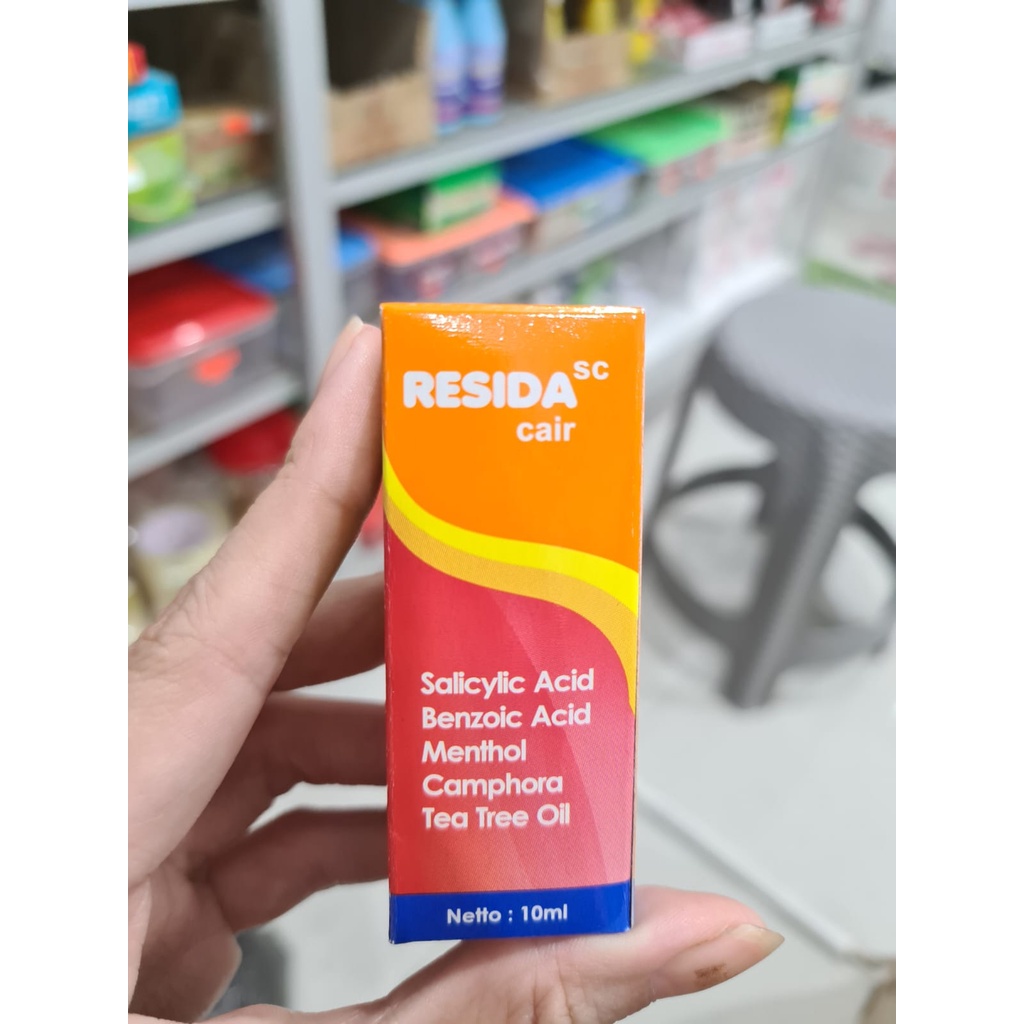 RESIDA SC
cair
Salicylic Acid
Benzoic Acid
Menthol
Camphora
Tea Tree Oil
Netto : 10ml